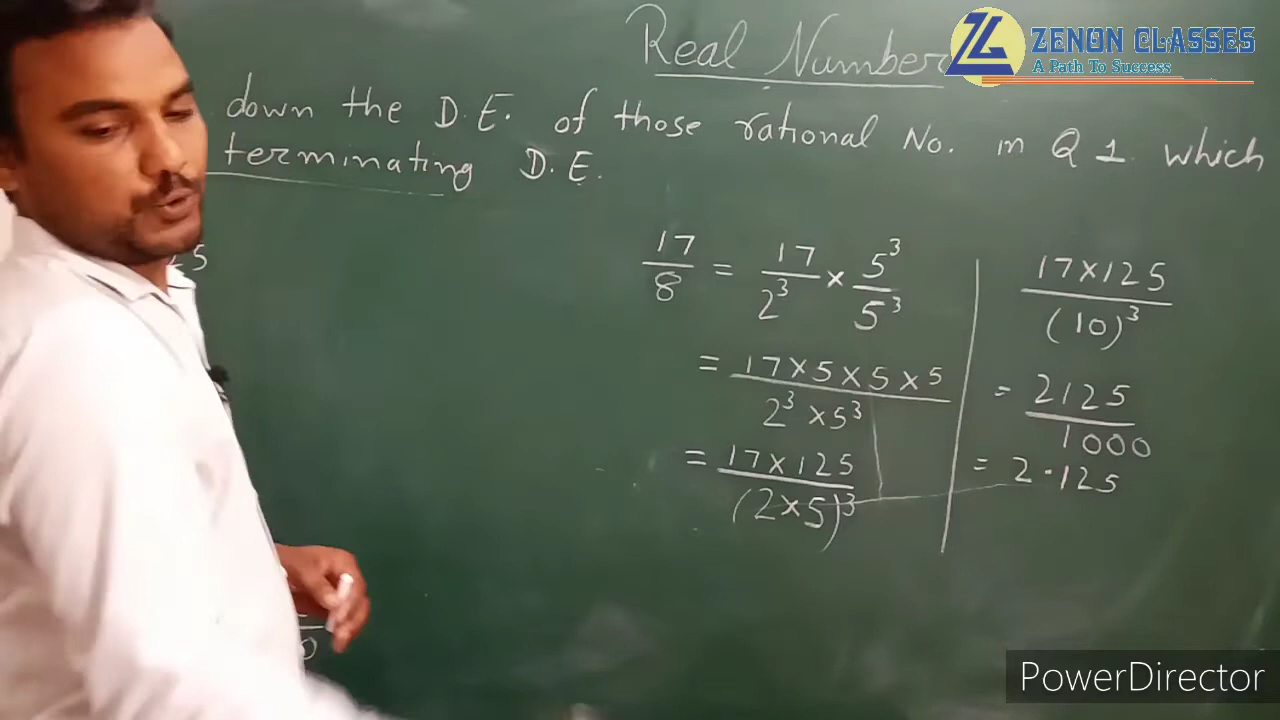 Real Number
ZENON CLASSES
A Path To Success
down the D.E. of those rational No. in Q 1 which
terminating D.E.
25
17/8 = 17/2³ × 5³/5³
= 17×5×5×5/2³×5³
= 17×125/(2×5)³
17×125/(10)³
= 2125/1000
= 2.125
PowerDirector